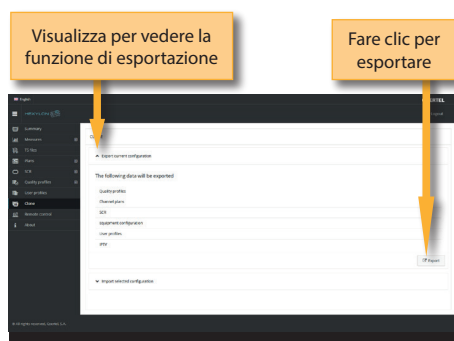 Visualizza per vedere la
funzione di esportazione
Fare clic per
esportare
English
Summary
Measures
TS files
Plans
SCR
Quality profiles
User profiles
Clone
Remote control
About
Export current configuration
The following data will be exported
Quality profiles
Channel plans
SCR
Equipment configuration
User profiles
IPTV
Export
Import selected configuration